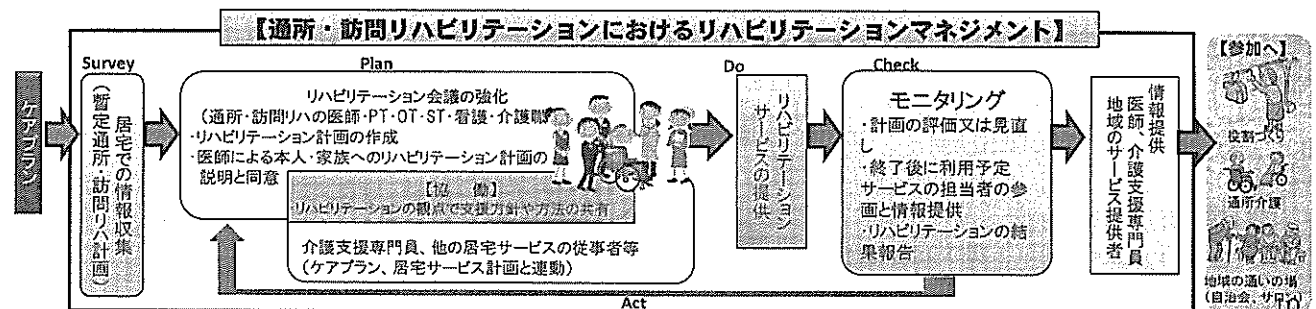 【通所・訪問リハビリテーションにおけるリハビリテーションマネジメント】
ケアプラン
Survey
居宅での情報収集
(暫定通所・訪問リハ計画)
Plan
リハビリテーション会議の強化
(通所・訪問リハの医師・PT・OT・ST・看護・介護職
・リハビリテーション計画の作成
・医師による本人・家族へのリハビリテーション計画の
説明と同意
【協 働】
・リハビリテーションの観点で支援方針や方法の共有
介護支援専門員、他の居宅サービスの従事者等
(ケアプラン、居宅サービス計画と連動)
Do
リハビリテーション
サービスの提供
Check
モニタリング
・計画の評価又は見直
し
・終了後に利用予定
サービスの担当者の参
画と情報提供
・リハビリテーションの結
果報告
Act
情報提供
医師、介護支援専門員
地域のサービス提供者
【参加へ】
役割づくり
通所介護
地域の通いの場
(自治会、サロン)